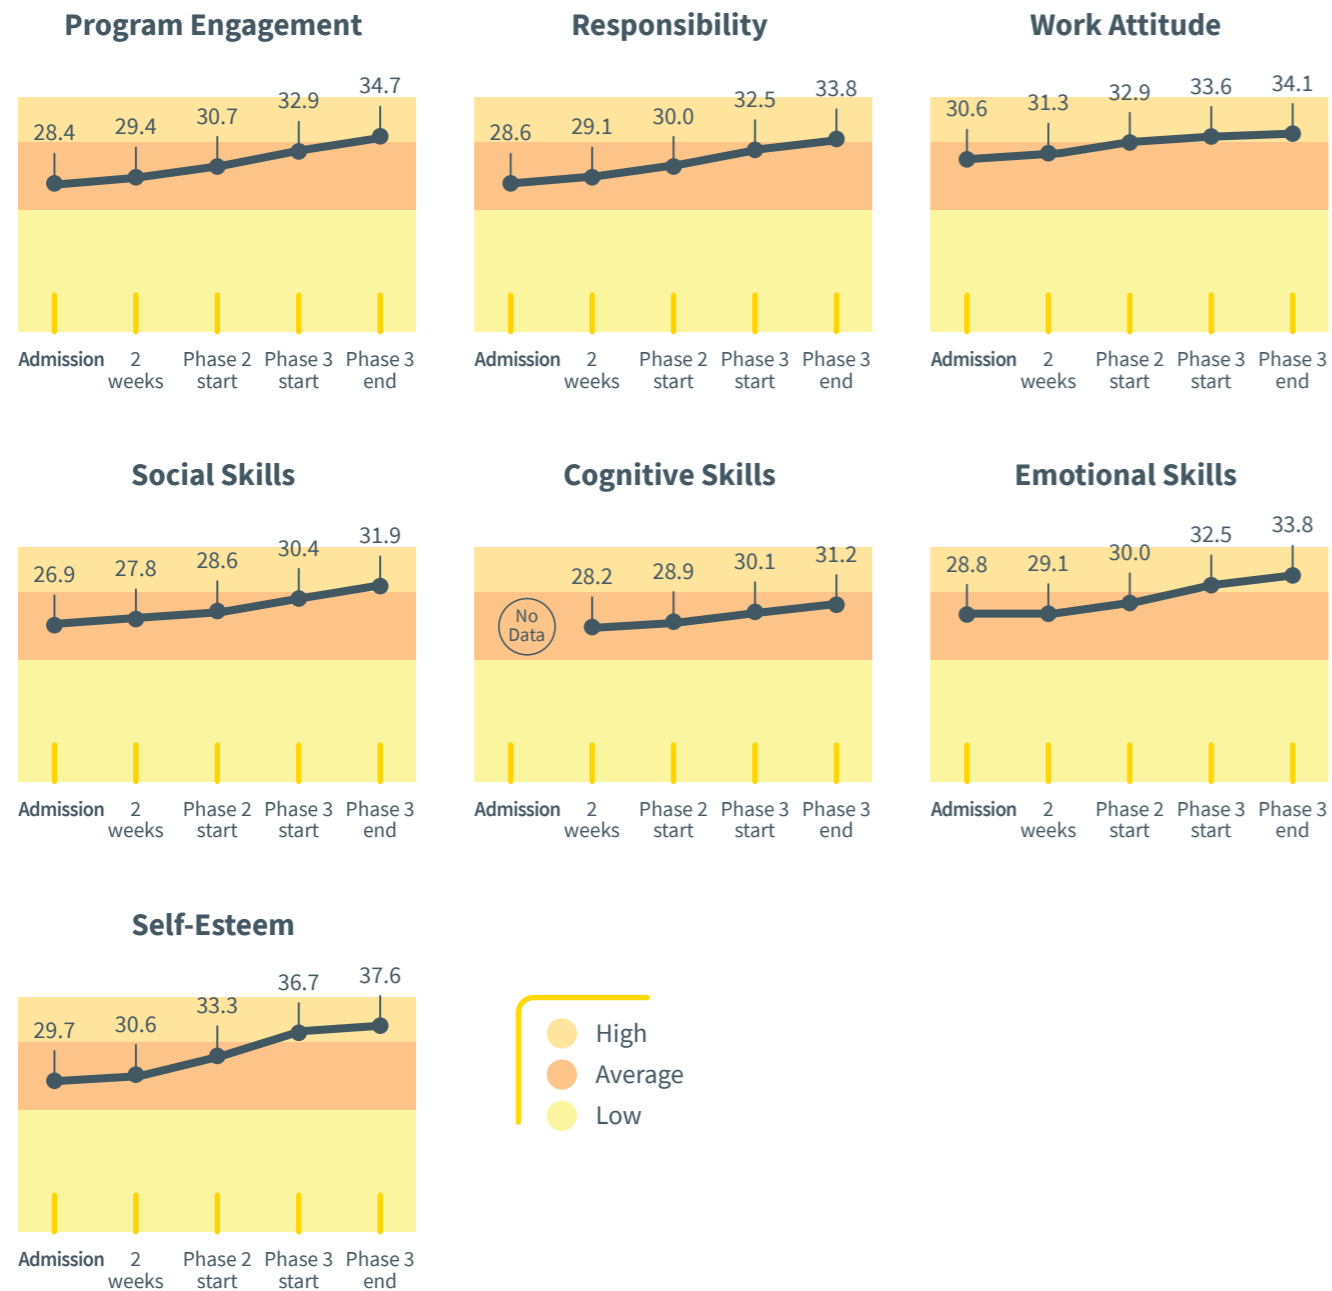 Program Engagement
28.4
29.4
30.7
32.9
34.7
Admission
2
weeks
Phase 2
start
Phase 3
start
Phase 3
end
Responsibility
28.6
29.1
30.0
32.5
33.8
Admission
2
weeks
Phase 2
start
Phase 3
start
Phase 3
end
Work Attitude
30.6
31.3
32.9
33.6
34.1
Admission
2
weeks
Phase 2
start
Phase 3
start
Phase 3
end
Social Skills
26.9
27.8
28.6
30.4
31.9
Admission
2
weeks
Phase 2
start
Phase 3
start
Phase 3
end
Cognitive Skills
No
Data
28.2
28.9
30.1
31.2
Admission
2
weeks
Phase 2
start
Phase 3
start
Phase 3
end
Emotional Skills
28.8
29.1
30.0
32.5
33.8
Admission
2
weeks
Phase 2
start
Phase 3
start
Phase 3
end
Self-Esteem
29.7
30.6
33.3
36.7
37.6
Admission
2
weeks
Phase 2
start
Phase 3
start
Phase 3
end
High
Average
Low